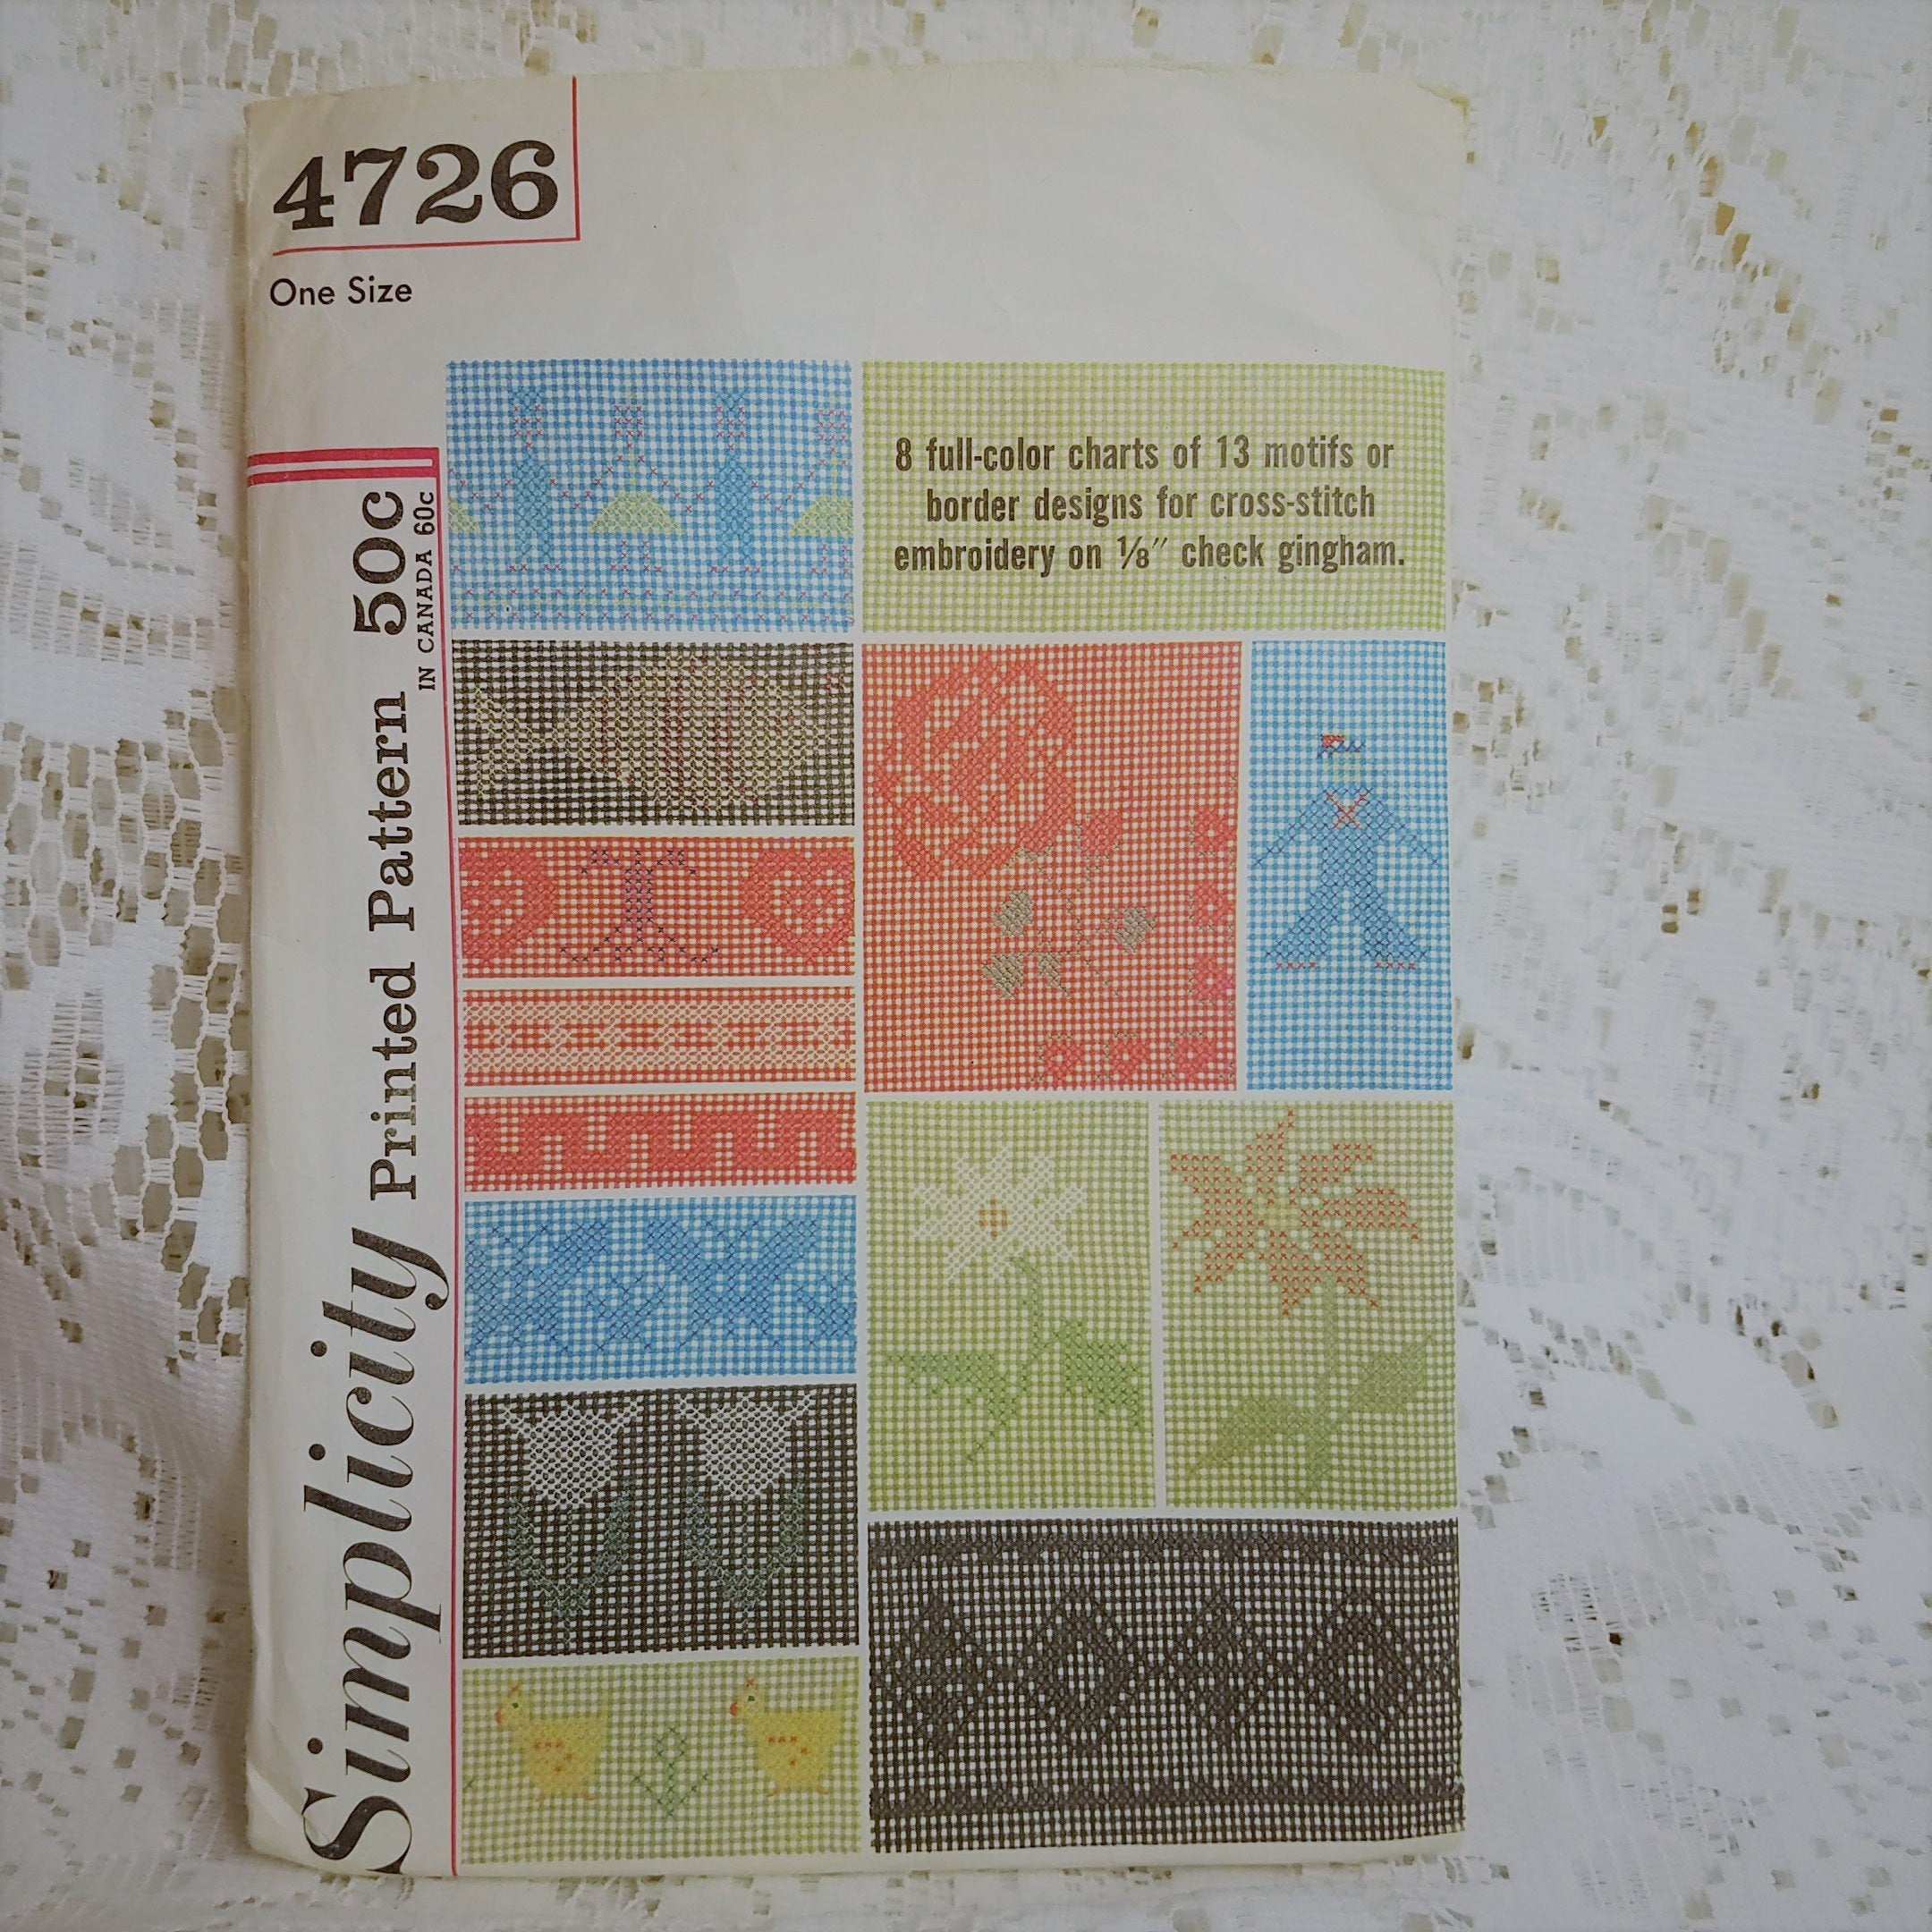 4726
One Size
8 full-color charts of 13 motifs or
border designs for cross-stitch
embroidery on ⅛″ check gingham.
Simplicity Printed Pattern 50c
IN CANADA 60c